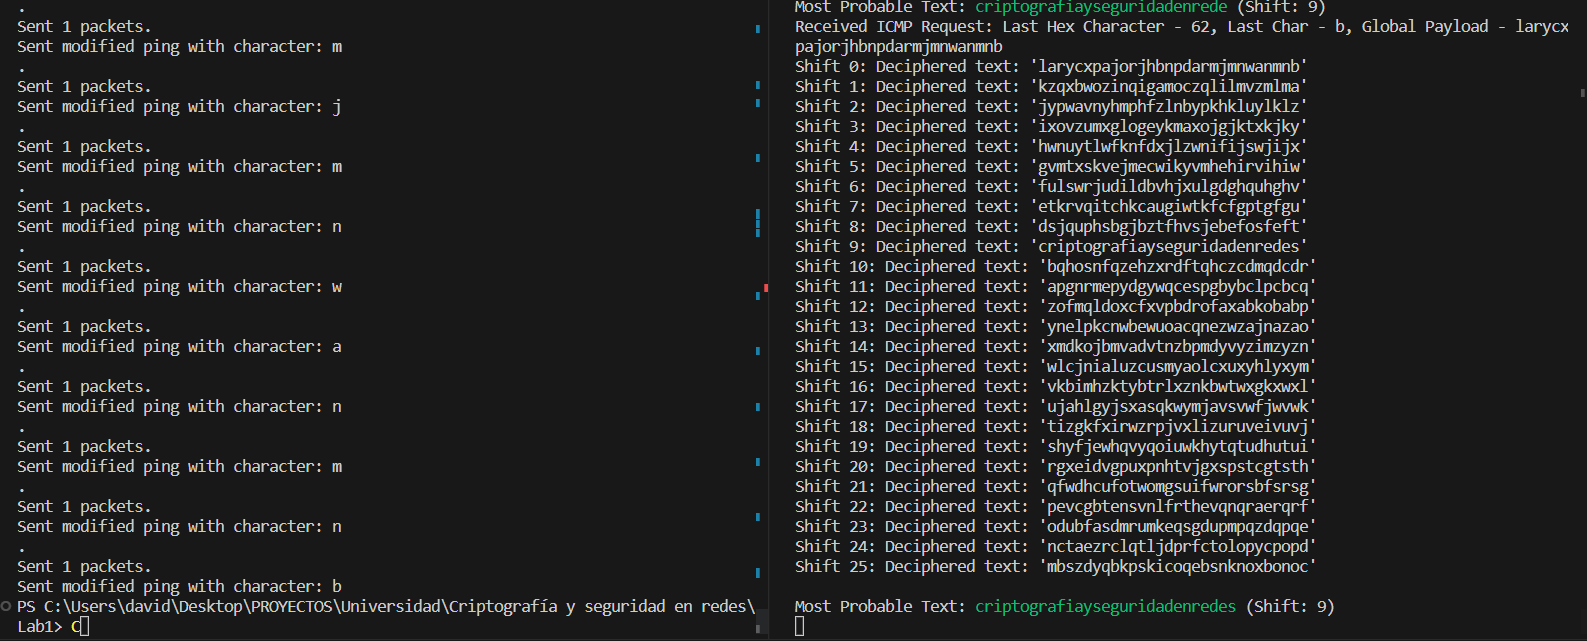 .
Sent 1 packets.
Sent modified ping with character: m
.
Sent 1 packets.
Sent modified ping with character: j
.
Sent 1 packets.
Sent modified ping with character: m
.
Sent 1 packets.
Sent modified ping with character: n
.
Sent 1 packets.
Sent modified ping with character: w
.
Sent 1 packets.
Sent modified ping with character: a
.
Sent 1 packets.
Sent modified ping with character: n
.
Sent 1 packets.
Sent modified ping with character: m
.
Sent 1 packets.
Sent modified ping with character: n
.
Sent 1 packets.
Sent modified ping with character: b
PS C:\Users\david\Desktop\PROYECTOS\Universidad\Criptografía y seguridad en redes\
Lab1> C
Most Probable Text: criptografiayseguridadenrede (Shift: 9)
Received ICMP Request: Last Hex Character - 62, Last Char - b, Global Payload - larycx
pajorjhbnpdarmjmnwanmnb
Shift 0: Deciphered text: 'larycxpajorjhbnpdarmjmnwanmnb'
Shift 1: Deciphered text: 'kzqxbwozinqigamoczqlilmvzmlma'
Shift 2: Deciphered text: 'jypwavnyhmphfzlnbypkhkluylklz'
Shift 3: Deciphered text: 'ixovzumxglogeykmaxojgjktxkjky'
Shift 4: Deciphered text: 'hwnuytlwfknfdxjlzwnifijswjijx'
Shift 5: Deciphered text: 'gvmtxskvejmecwikyvmhehirvihiw'
Shift 6: Deciphered text: 'fulswrjudildbvhjxulgdghquhghv'
Shift 7: Deciphered text: 'etkrvqitchkcaugiwtkfcfgptgfgu'
Shift 8: Deciphered text: 'dsjquphsbgjbztfhvsjebefosfeft'
Shift 9: Deciphered text: 'criptografiayseguridadenredes'
Shift 10: Deciphered text: 'bqhosnfqzehzxrdftqhczcdmqdcdr'
Shift 11: Deciphered text: 'apgnrmepydgywqcespgbybclpcbcq'
Shift 12: Deciphered text: 'zofmqldoxcfxvpbdrofaxabkobabp'
Shift 13: Deciphered text: 'ynelpkcnwbewuoacqnezwzajnazao'
Shift 14: Deciphered text: 'xmdkojbmvadvtnzbpmdyvyzimzyzn'
Shift 15: Deciphered text: 'wlcjnialuzcusmyaolcxuxyhlyxym'
Shift 16: Deciphered text: 'vkbimhzktybtrlxznkbwtwxgkxwxl'
Shift 17: Deciphered text: 'ujahlgyjsxasqkwymjavsvwfjwvwk'
Shift 18: Deciphered text: 'tizgkfxirwzrpjvxlizuruveivuvj'
Shift 19: Deciphered text: 'shyfjewhqvyqoiuwkhytqtudhutui'
Shift 20: Deciphered text: 'rgxeidvgpuxpnhtvjgxspstcgtsth'
Shift 21: Deciphered text: 'qfwdhcufotwomgsuifwrorsbfsrsg'
Shift 22: Deciphered text: 'pevcgbtensvnlfrthevqnqraerqrf'
Shift 23: Deciphered text: 'odubfasdmrumkeqsgdupmpqzdqpqe'
Shift 24: Deciphered text: 'nctaezrclqtljdprfctolopycpopd'
Shift 25: Deciphered text: 'mbszdyqbkpskicoqebsnknoxbonoc'
Most Probable Text: criptografiayseguridadenredes (Shift: 9)